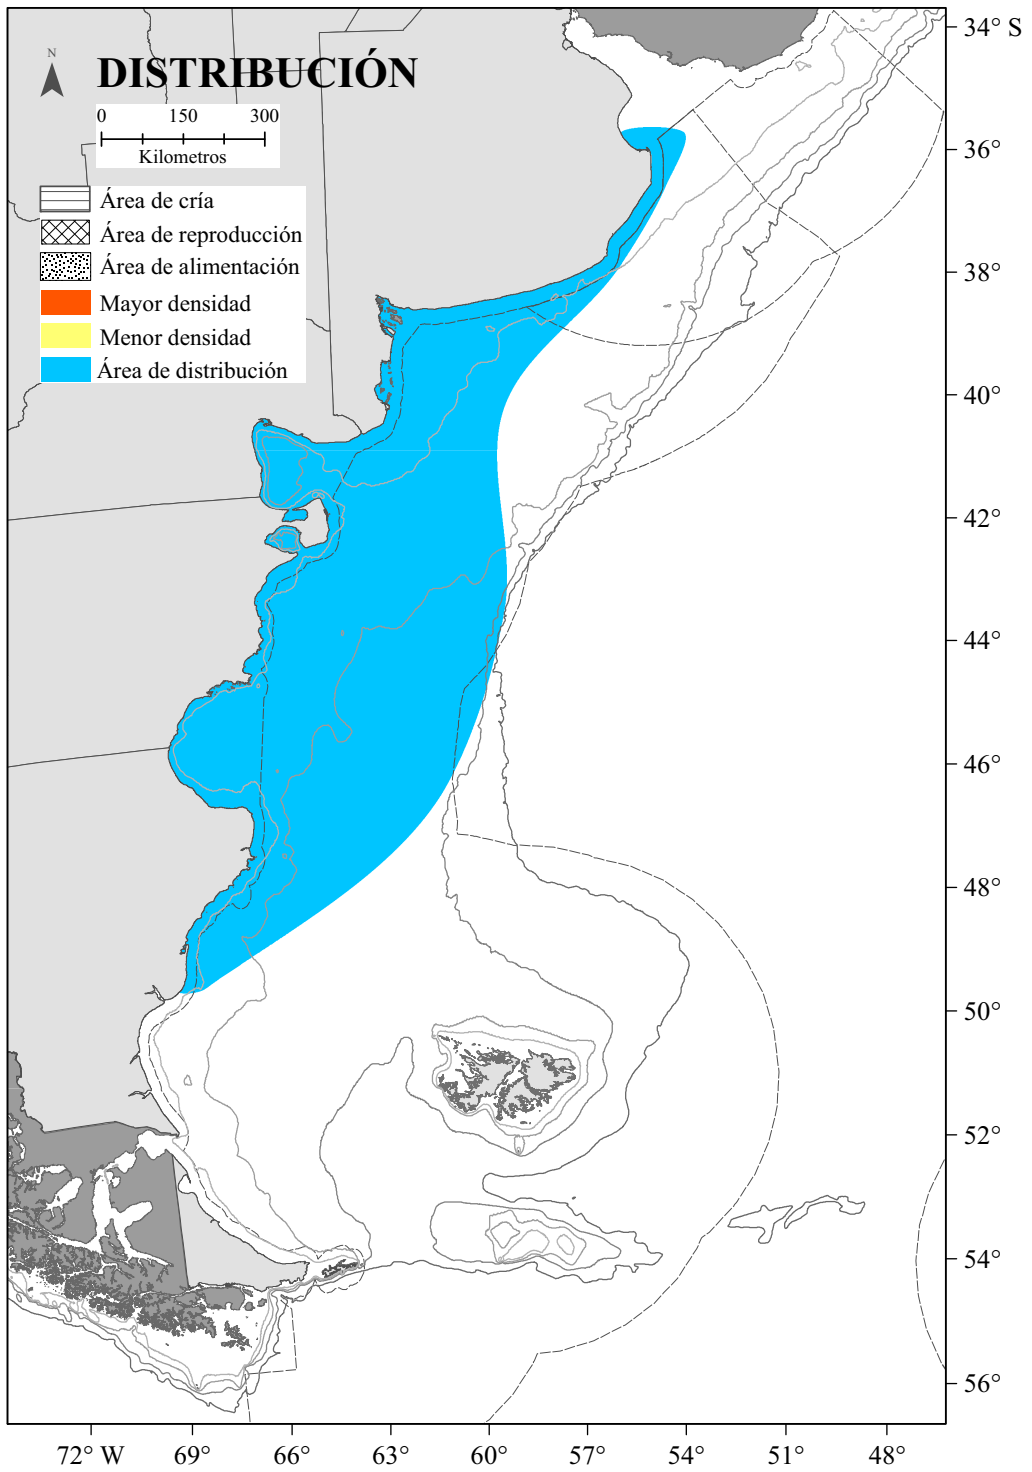 N
DISTRIBUCIÓN
0 150 300
Kilometros
Área de cría
Área de reproducción
Área de alimentación
Mayor densidad
Menor densidad
Área de distribución
34° S
36°
38°
40°
42°
44°
46°
48°
50°
52°
54°
56°
72° W 69° 66° 63° 60° 57° 54° 51° 48°